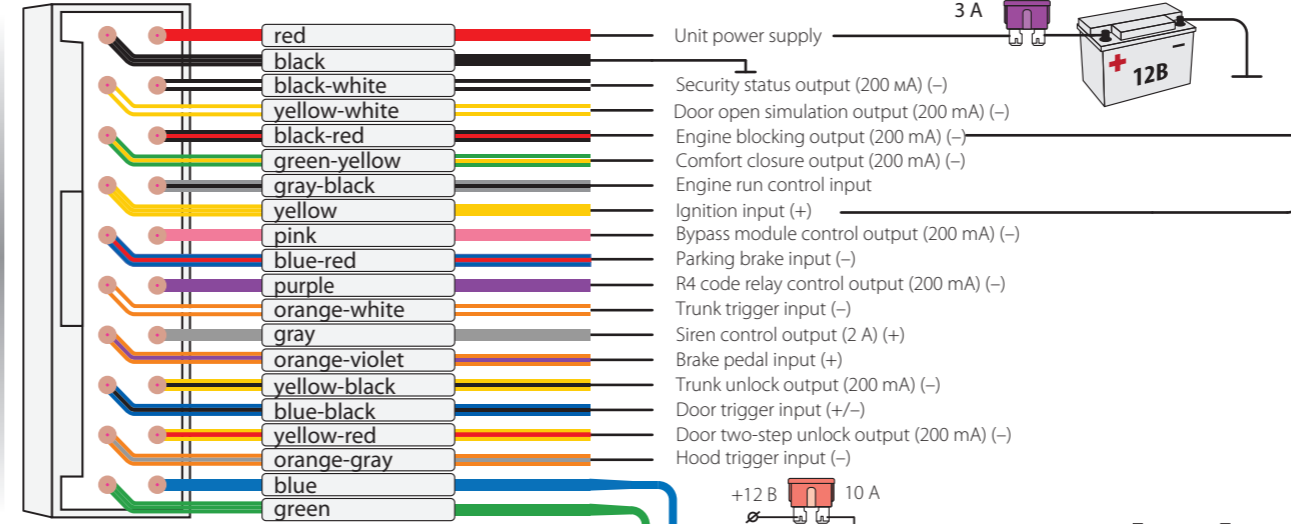 3 A
red Unit power supply
black
black-white Security status output (200 мA) (–)
yellow-white Door open simulation output (200 mA) (–)
black-red Engine blocking output (200 mA) (–)
green-yellow Comfort closure output (200 mA) (–)
gray-black Engine run control input
yellow Ignition input (+)
pink Bypass module control output (200 mA) (–)
blue-red Parking brake input (–)
purple R4 code relay control output (200 mA) (–)
orange-white Trunk trigger input (–)
gray Siren control output (2 A) (+)
orange-violet Brake pedal input (+)
yellow-black Trunk unlock output (200 mA) (–)
blue-black Door trigger input (+/–)
yellow-red Door two-step unlock output (200 mA) (–)
orange-gray Hood trigger input (–)
blue
green
+ 12В –
+12 В 10 A